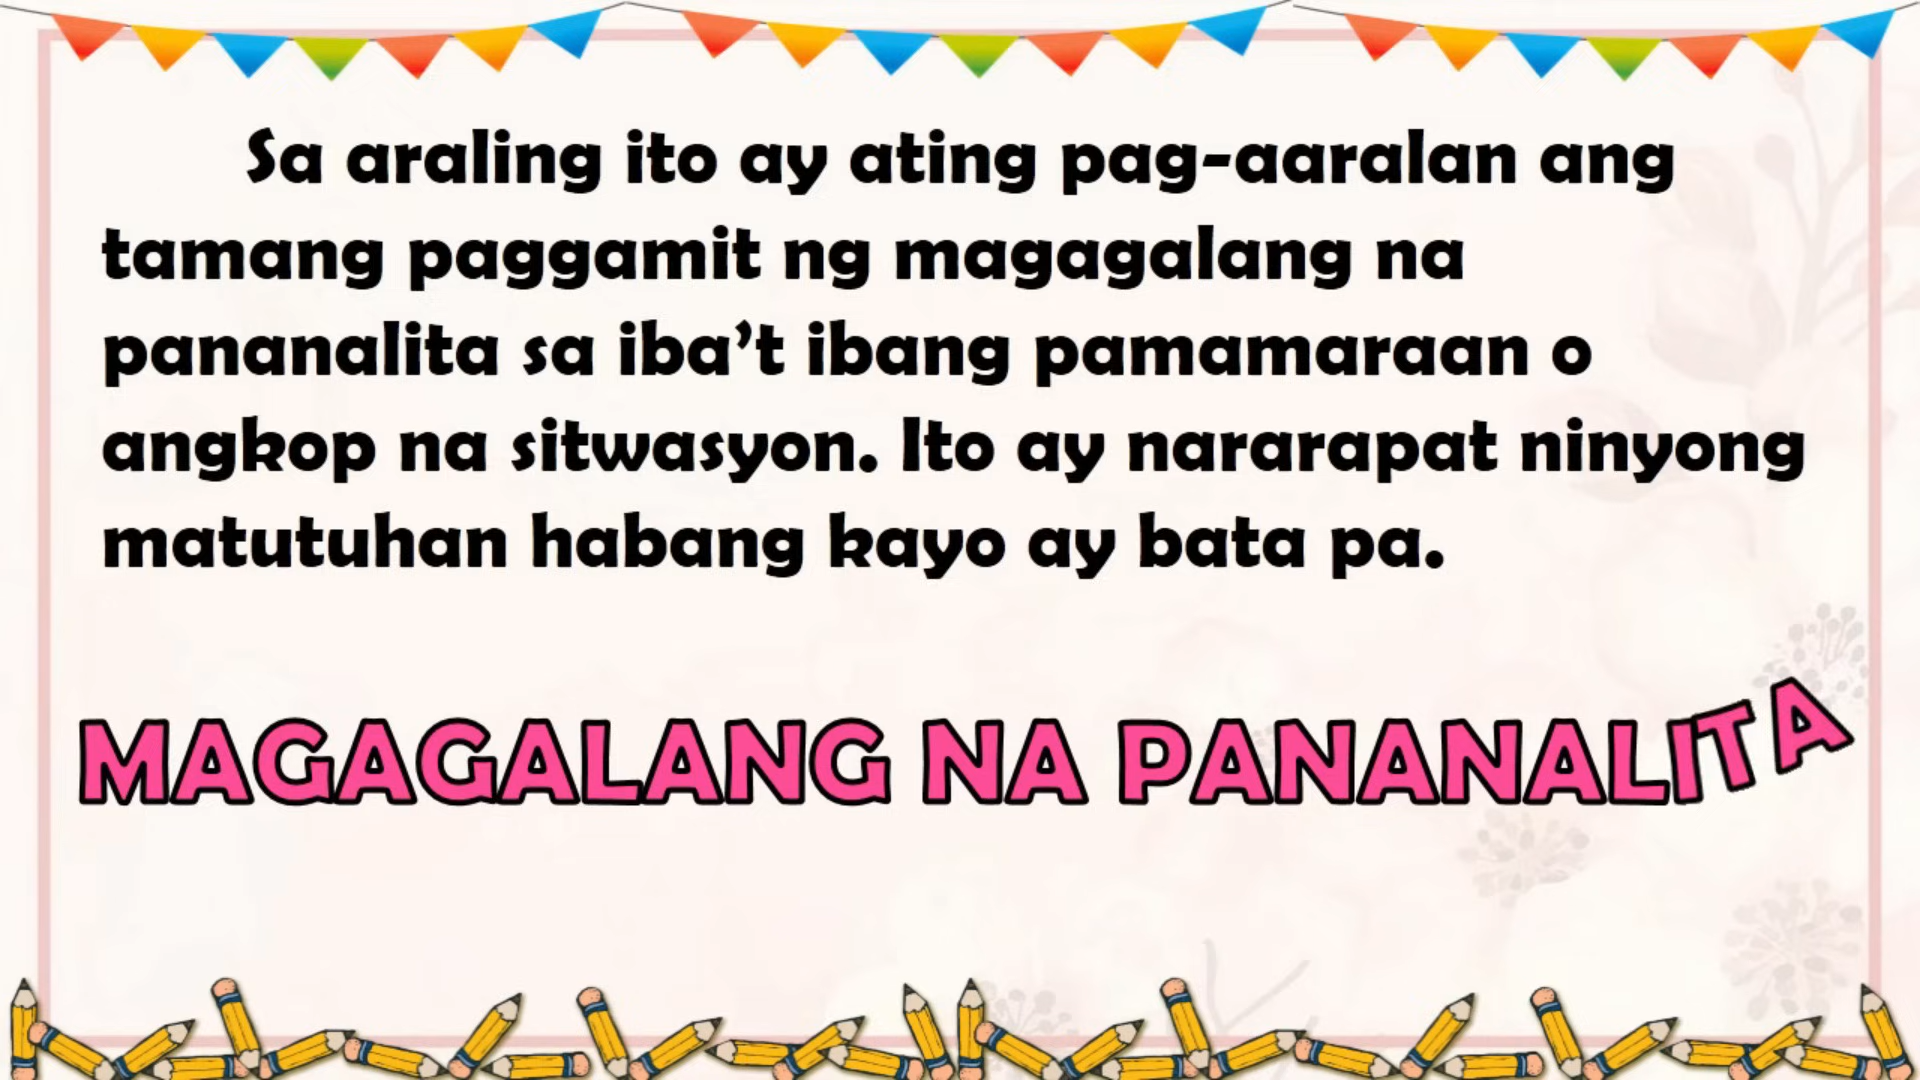 Sa araling ito ay ating pag-aaralan ang
tamang paggamit ng magagalang na
pananalita sa iba’t ibang pamamaraan o
angkop na sitwasyon. Ito ay nararapat ninyong
matutuhan habang kayo ay bata pa.
MAGAGALANG NA PANANALITA